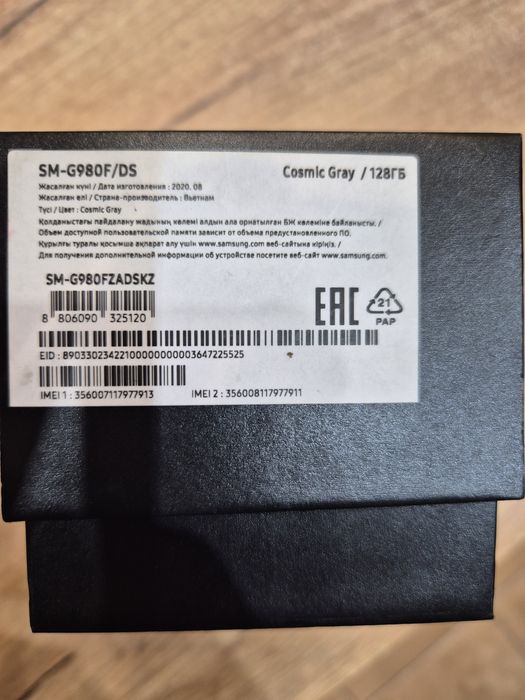 SM-G980F/DS
Cosmic Gray / 128ГБ
Жасалған күні / Дата изготовления : 2020. 08
Жасалған елі / Страна-производитель : Вьетнам
Түсі / Цвет : Cosmic Gray
Қолданыстағы пайдалану жадының көлемі алдын ала орнатылған БЖ көлеміне байланысты. /
Объем доступной пользовательской памяти зависит от объема предустановленного ПО.
Құрылғы туралы қосымша ақпарат алу үшін www.samsung.com веб-сайтына кіріңіз. /
Для получения дополнительной информации об устройстве посетите веб-сайт www.samsung.com.
SM-G980FZADSKZ
8 806090 325120
EAC
21
PAP
EID : 89033023422100000000003647225525
IMEI 1 : 356007117977913
IMEI 2 : 356008117977911